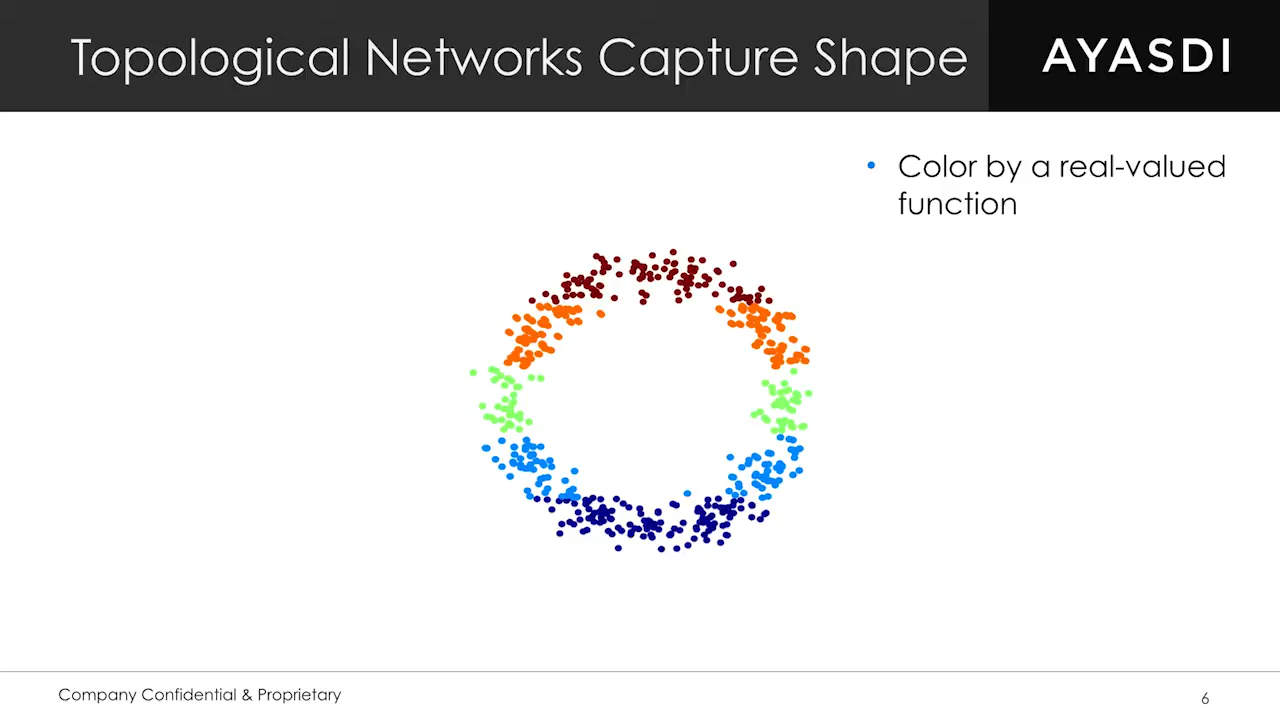 Topological Networks Capture Shape
AYASDI
• Color by a real-valued
function
Company Confidential & Proprietary
6